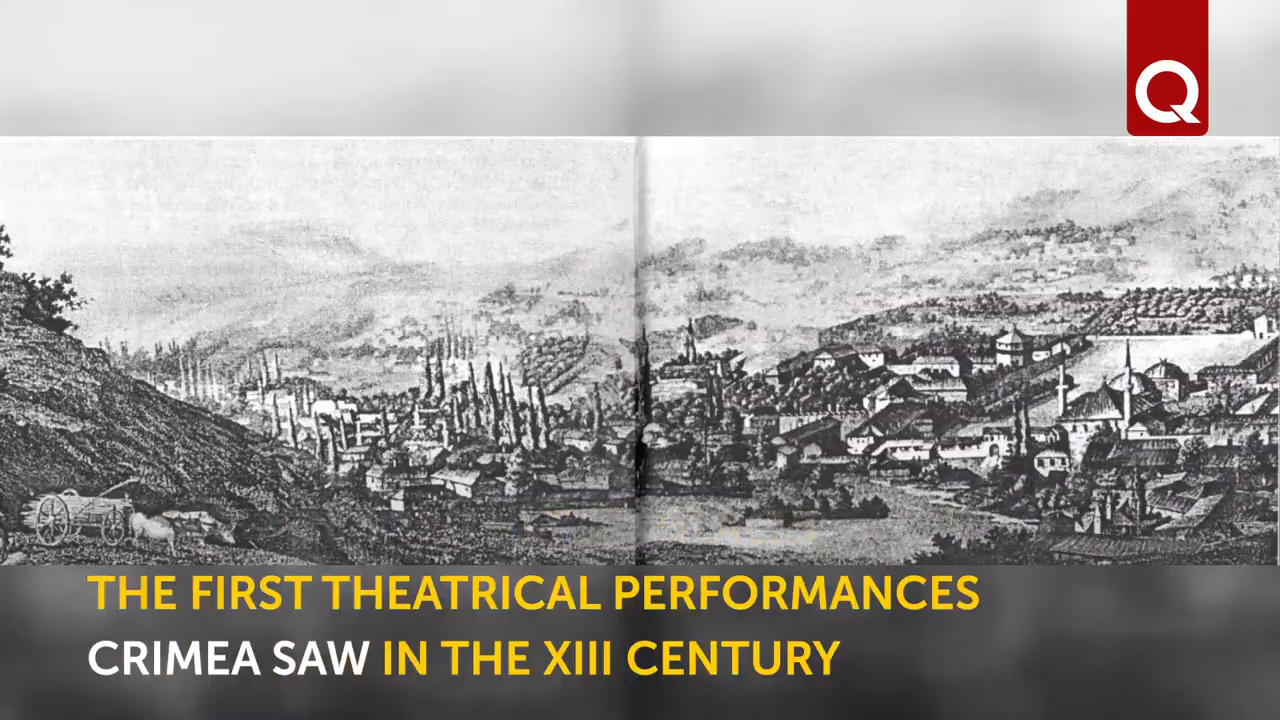 Q
THE FIRST THEATRICAL PERFORMANCES
CRIMEA SAW IN THE XIII CENTURY